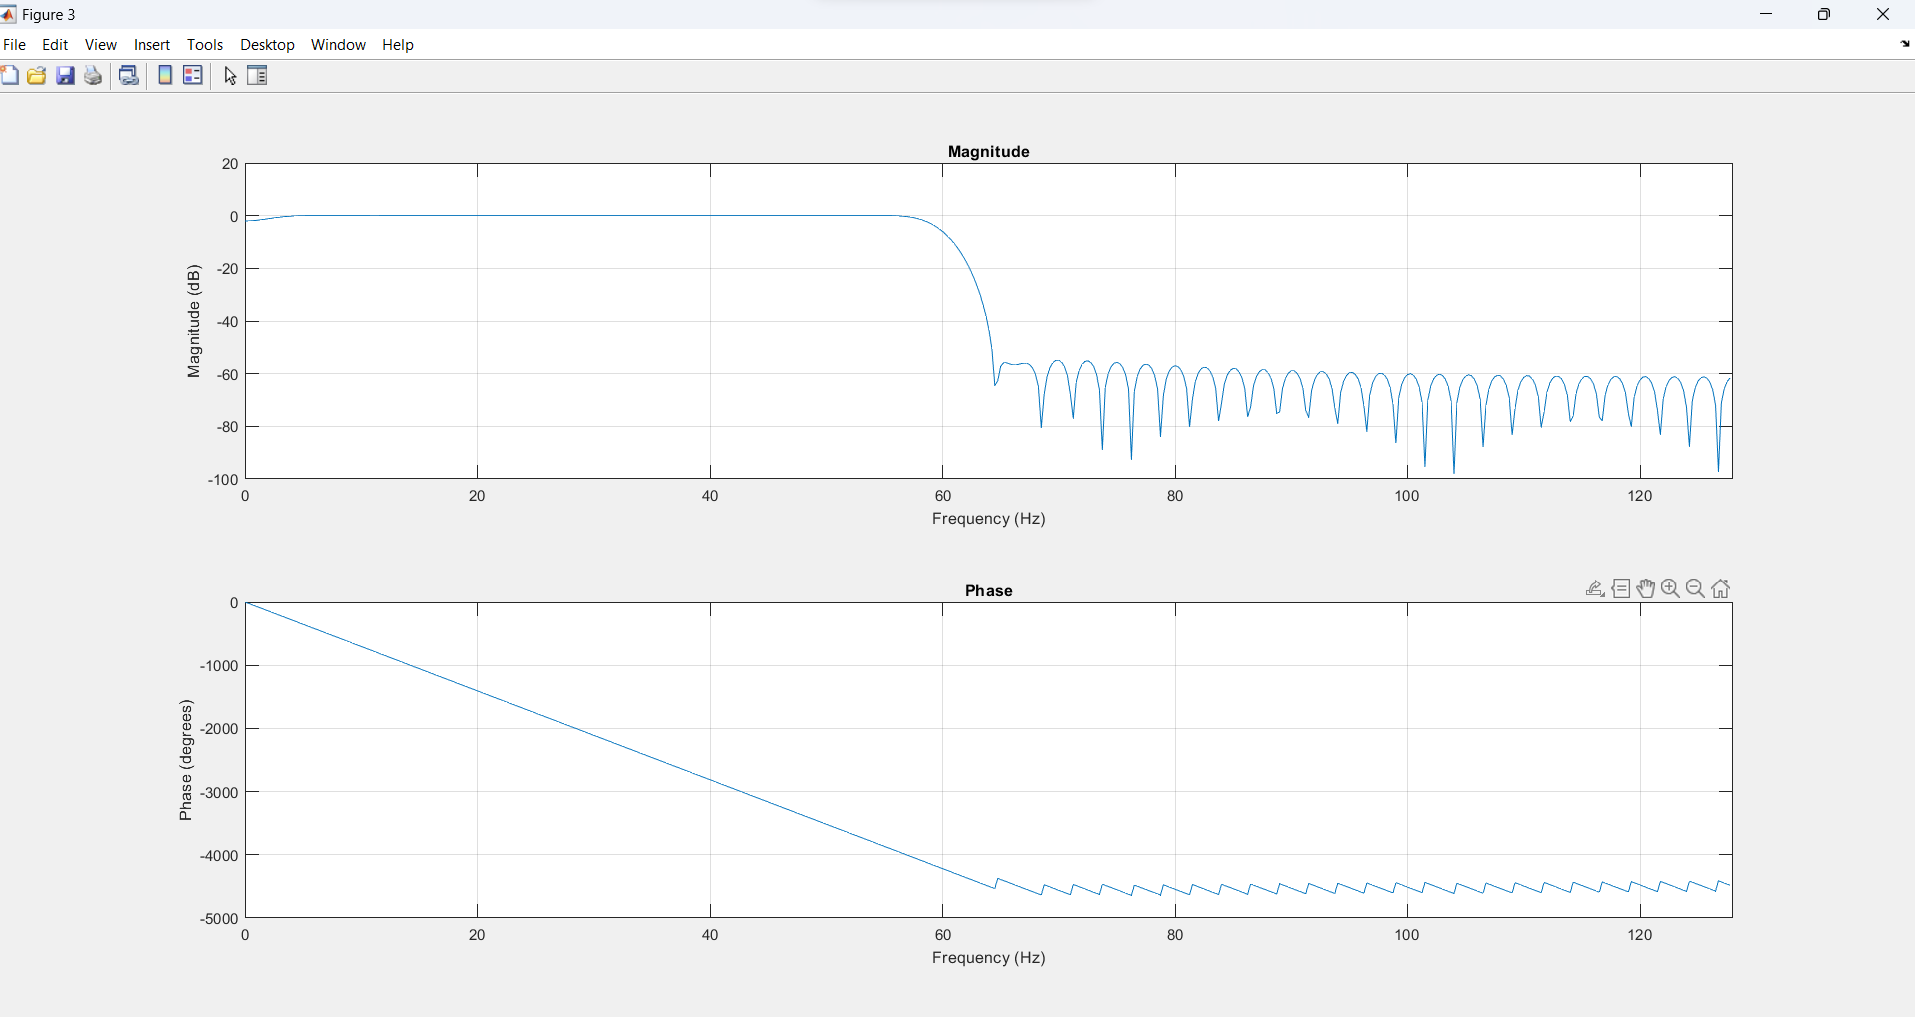 Figure 3
File Edit View Insert Tools Desktop Window Help
Magnitude
20
0
-20
-40
-60
-80
-100
Magnitude (dB)
0 20 40 60 80 100 120
Frequency (Hz)
Phase
0
-1000
-2000
-3000
-4000
-5000
Phase (degrees)
0 20 40 60 80 100 120
Frequency (Hz)